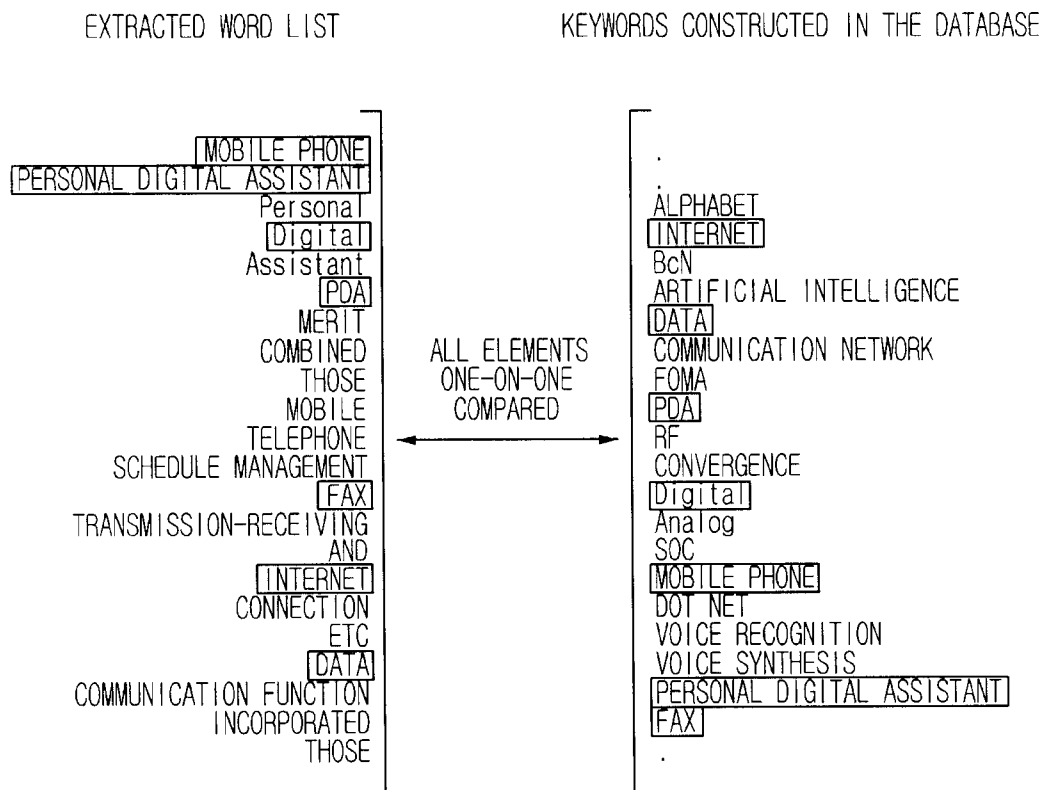 EXTRACTED WORD LIST
KEYWORDS CONSTRUCTED IN THE DATABASE
MOBILE PHONE
PERSONAL DIGITAL ASSISTANT
Personal
Digital
Assistant
PDA
MERIT
COMBINED
THOSE
MOBILE
TELEPHONE
SCHEDULE MANAGEMENT
FAX
TRANSMISSION-RECEIVING
AND
INTERNET
CONNECTION
ETC
DATA
COMMUNICATION FUNCTION
INCORPORATED
THOSE
ALL ELEMENTS
ONE-ON-ONE
COMPARED
.
.
ALPHABET
INTERNET
BcN
ARTIFICIAL INTELLIGENCE
DATA
COMMUNICATION NETWORK
FOMA
PDA
RF
CONVERGENCE
Digital
Analog
SOC
MOBILE PHONE
DOT NET
VOICE RECOGNITION
VOICE SYNTHESIS
PERSONAL DIGITAL ASSISTANT
FAX
.